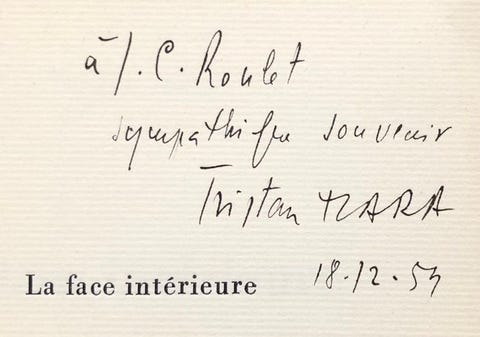 à J. C. Roulet
sympathique souvenir
Tristan TZARA
18.12.53
La face intérieure